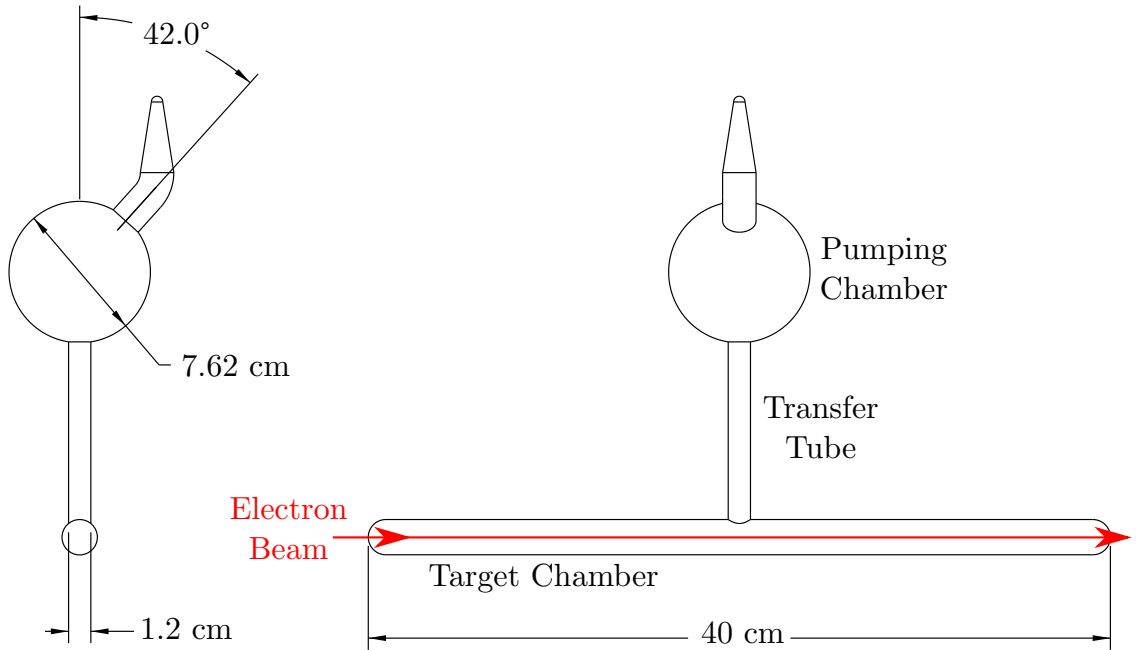 42.0°
Pumping
Chamber
7.62 cm
Transfer
Tube
Electron
Beam
Target Chamber
1.2 cm
40 cm